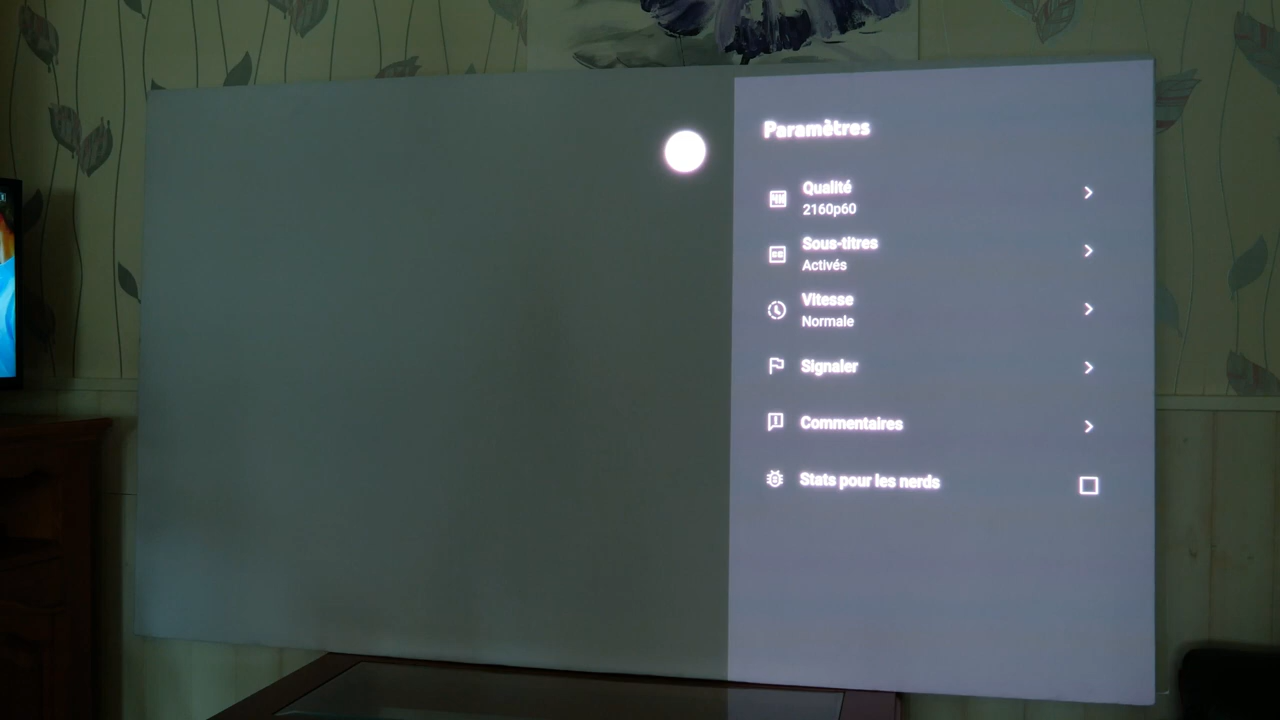 Paramètres
Qualité
2160p60
Sous-titres
Activés
Vitesse
Normale
Signaler
Commentaires
Stats pour les nerds